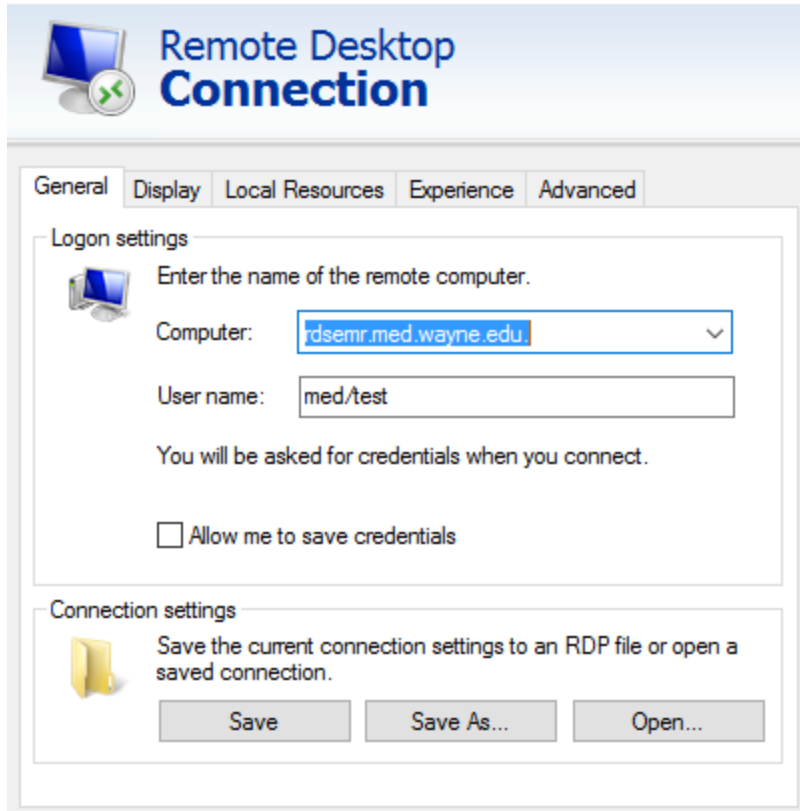 Remote Desktop
Connection
General Display Local Resources Experience Advanced
Logon settings
Enter the name of the remote computer.
Computer: rdsemr.med.wayne.edu.
User name: med/test
You will be asked for credentials when you connect.
Allow me to save credentials
Connection settings
Save the current connection settings to an RDP file or open a
saved connection.
Save Save As... Open...